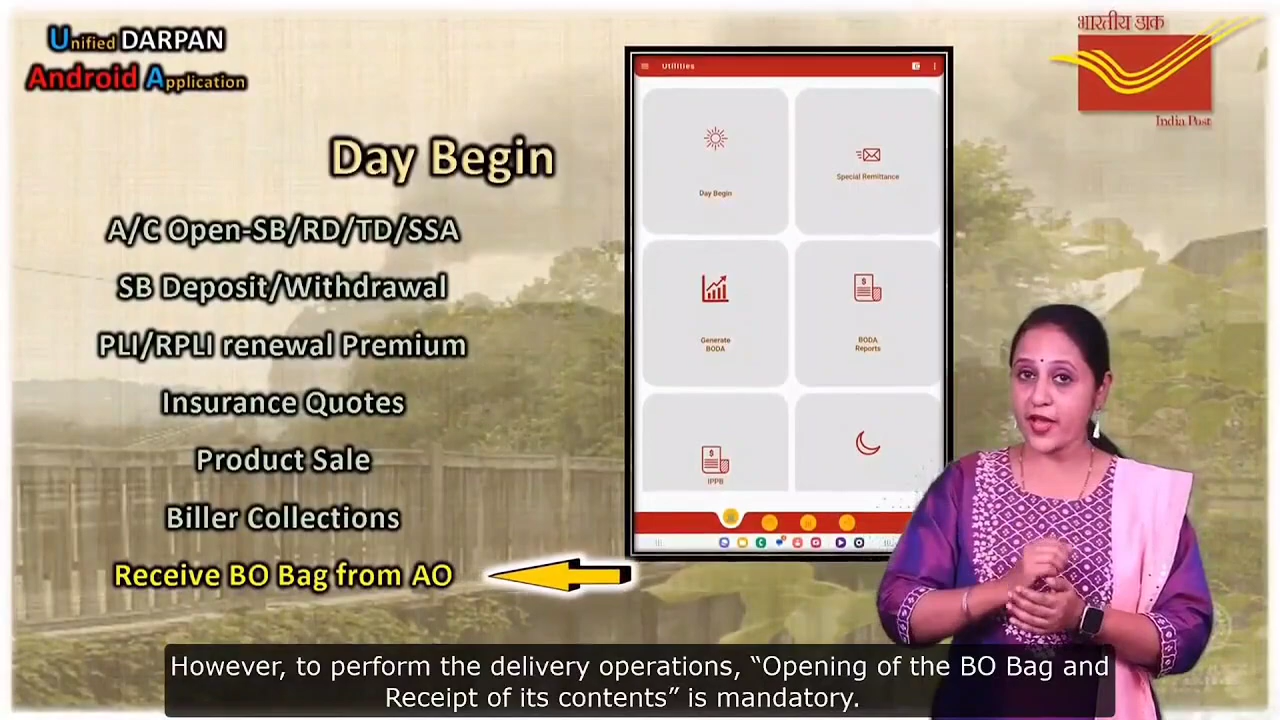 Unified DARPAN
Android Application
भारतीय डाक
India Post
Day Begin
A/C Open-SB/RD/TD/SSA
SB Deposit/Withdrawal
PLI/RPLI renewal Premium
Insurance Quotes
Product Sale
Biller Collections
Receive BO Bag from AO
Utilities
Day Begin
Special Remittance
Generate
BODA
BODA
Reports
IPPB
However, to perform the delivery operations, “Opening of the BO Bag and
Receipt of its contents” is mandatory.